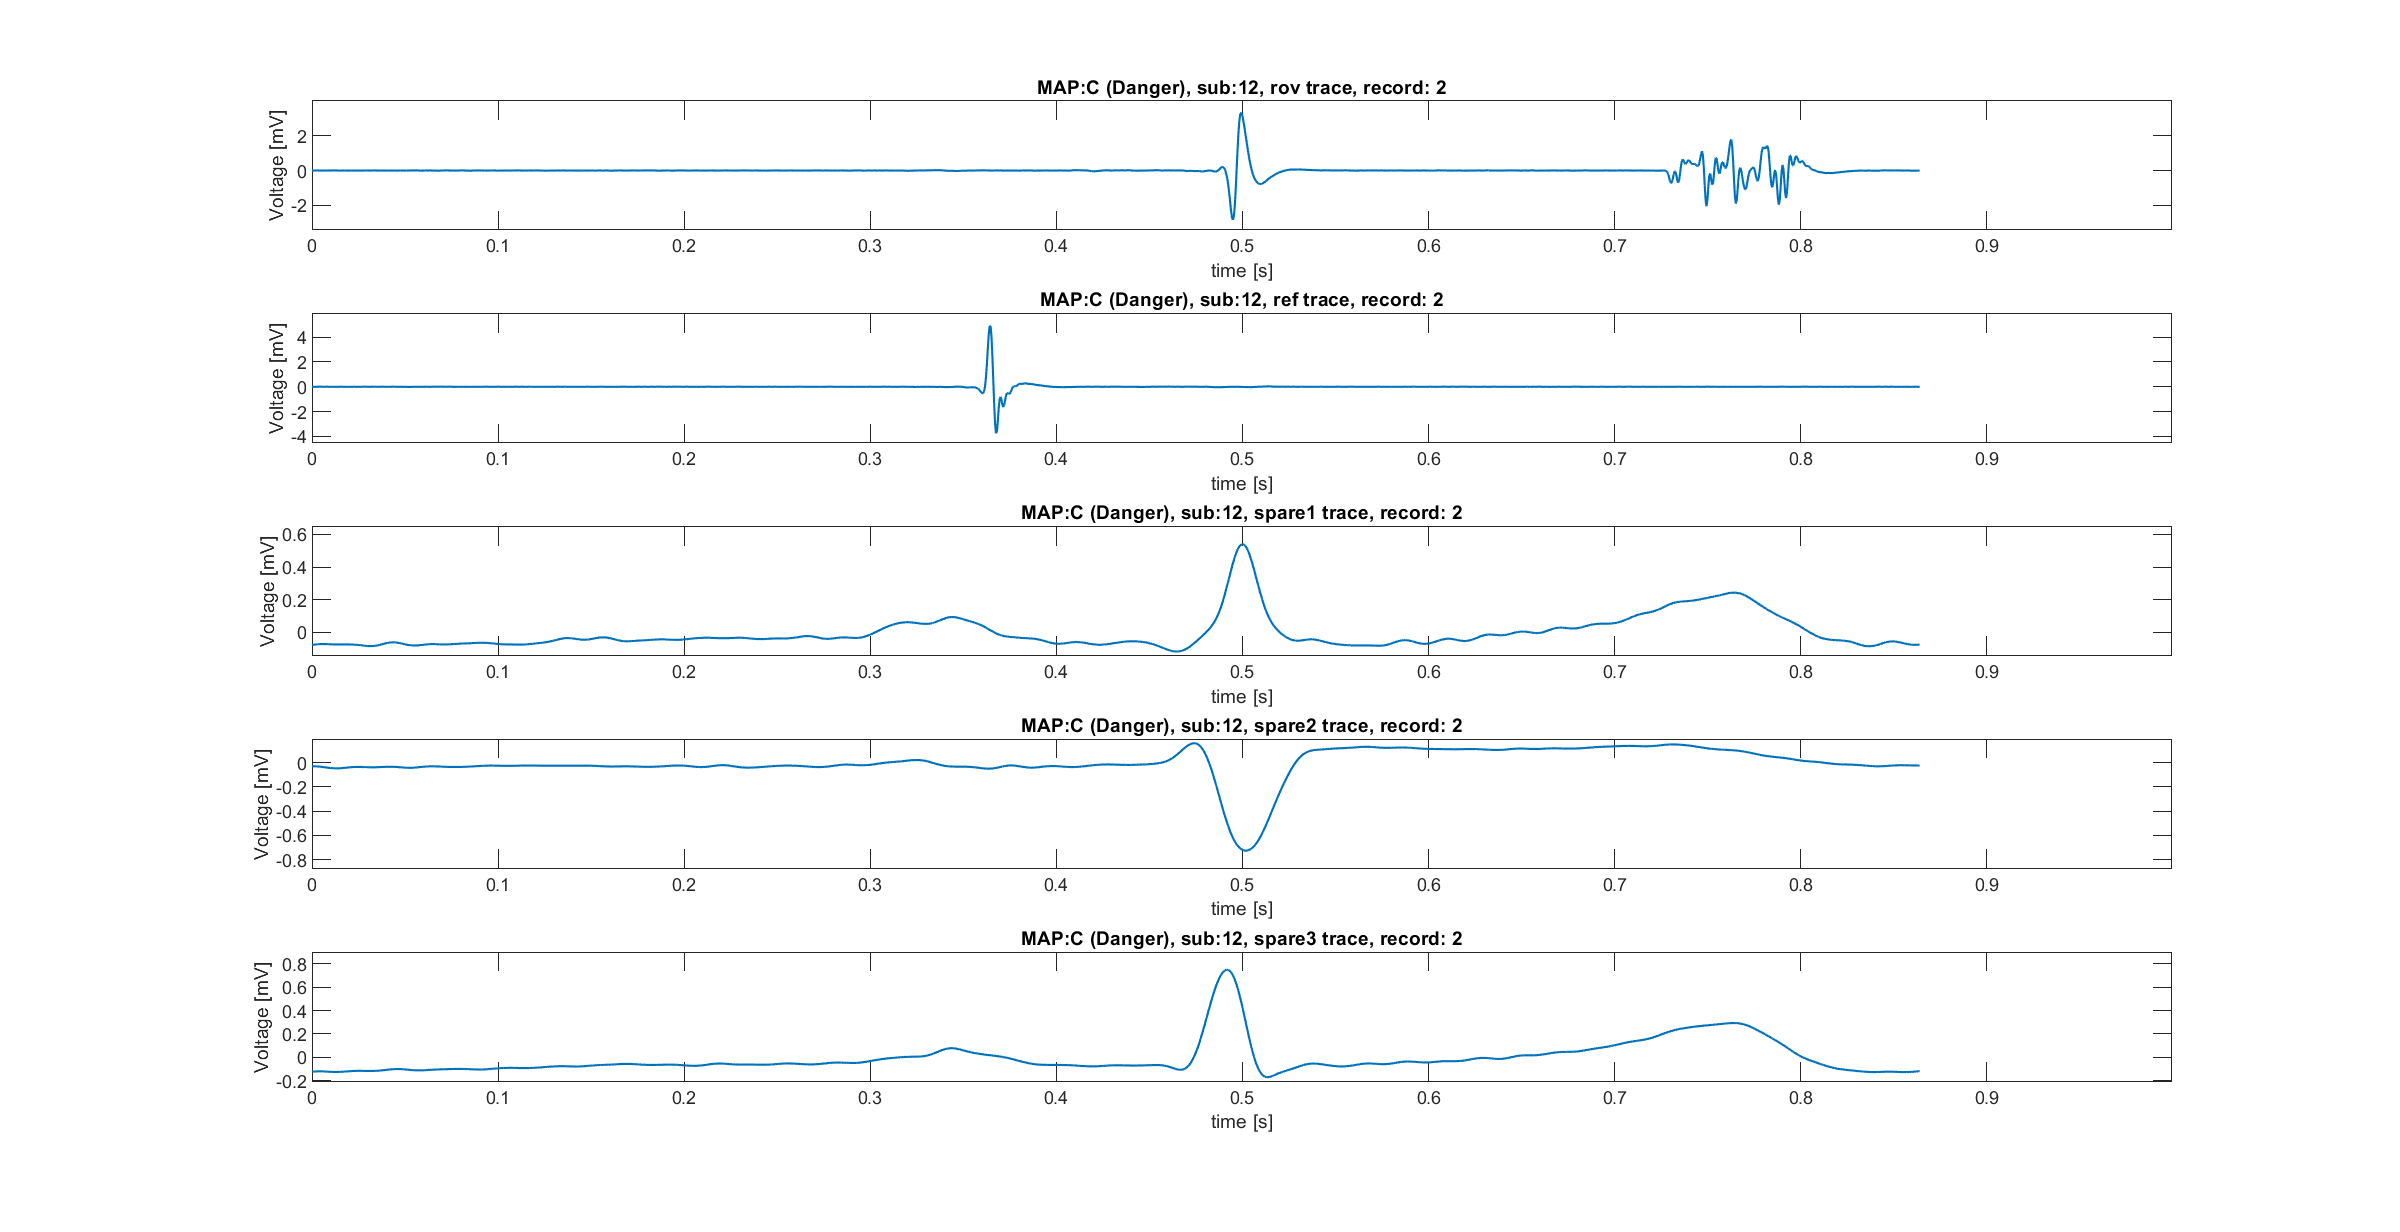 MAP:C (Danger), sub:12, rov trace, record: 2
Voltage [mV]
2
0
-2
0 0.1 0.2 0.3 0.4 0.5 0.6 0.7 0.8 0.9
time [s]
MAP:C (Danger), sub:12, ref trace, record: 2
Voltage [mV]
4
2
0
-2
-4
0 0.1 0.2 0.3 0.4 0.5 0.6 0.7 0.8 0.9
time [s]
MAP:C (Danger), sub:12, spare1 trace, record: 2
Voltage [mV]
0.6
0.4
0.2
0
0 0.1 0.2 0.3 0.4 0.5 0.6 0.7 0.8 0.9
time [s]
MAP:C (Danger), sub:12, spare2 trace, record: 2
Voltage [mV]
0
-0.2
-0.4
-0.6
-0.8
0 0.1 0.2 0.3 0.4 0.5 0.6 0.7 0.8 0.9
time [s]
MAP:C (Danger), sub:12, spare3 trace, record: 2
Voltage [mV]
0.8
0.6
0.4
0.2
0
-0.2
0 0.1 0.2 0.3 0.4 0.5 0.6 0.7 0.8 0.9
time [s]